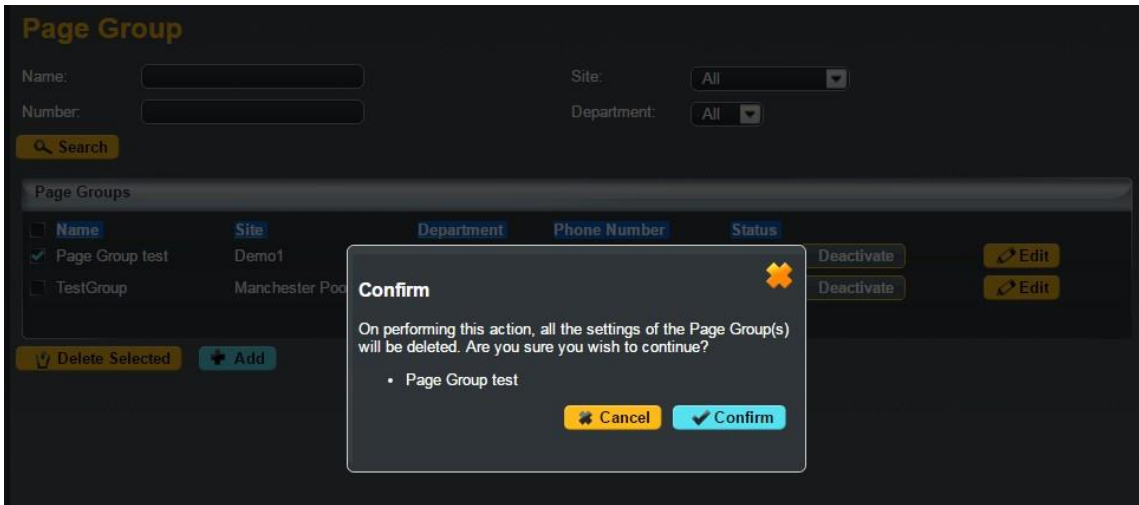 Page Group
Name: Site: All
Number: Department: All
Search
Page Groups
Name Site Department Phone Number Status
Page Group test Demo1 Deactivate Edit
TestGroup Manchester Poo Deactivate Edit
Delete Selected Add
Confirm
On performing this action, all the settings of the Page Group(s)
will be deleted. Are you sure you wish to continue?
• Page Group test
Cancel Confirm